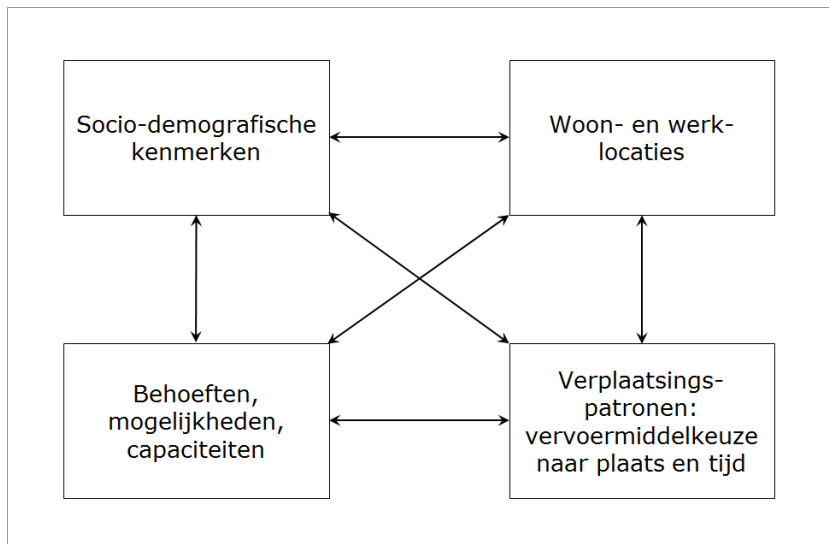 Socio-demografische
kenmerken
Woon- en werk-
locaties
Behoeften,
mogelijkheden,
capaciteiten
Verplaatsings-
patronen:
vervoermiddelkeuze
naar plaats en tijd